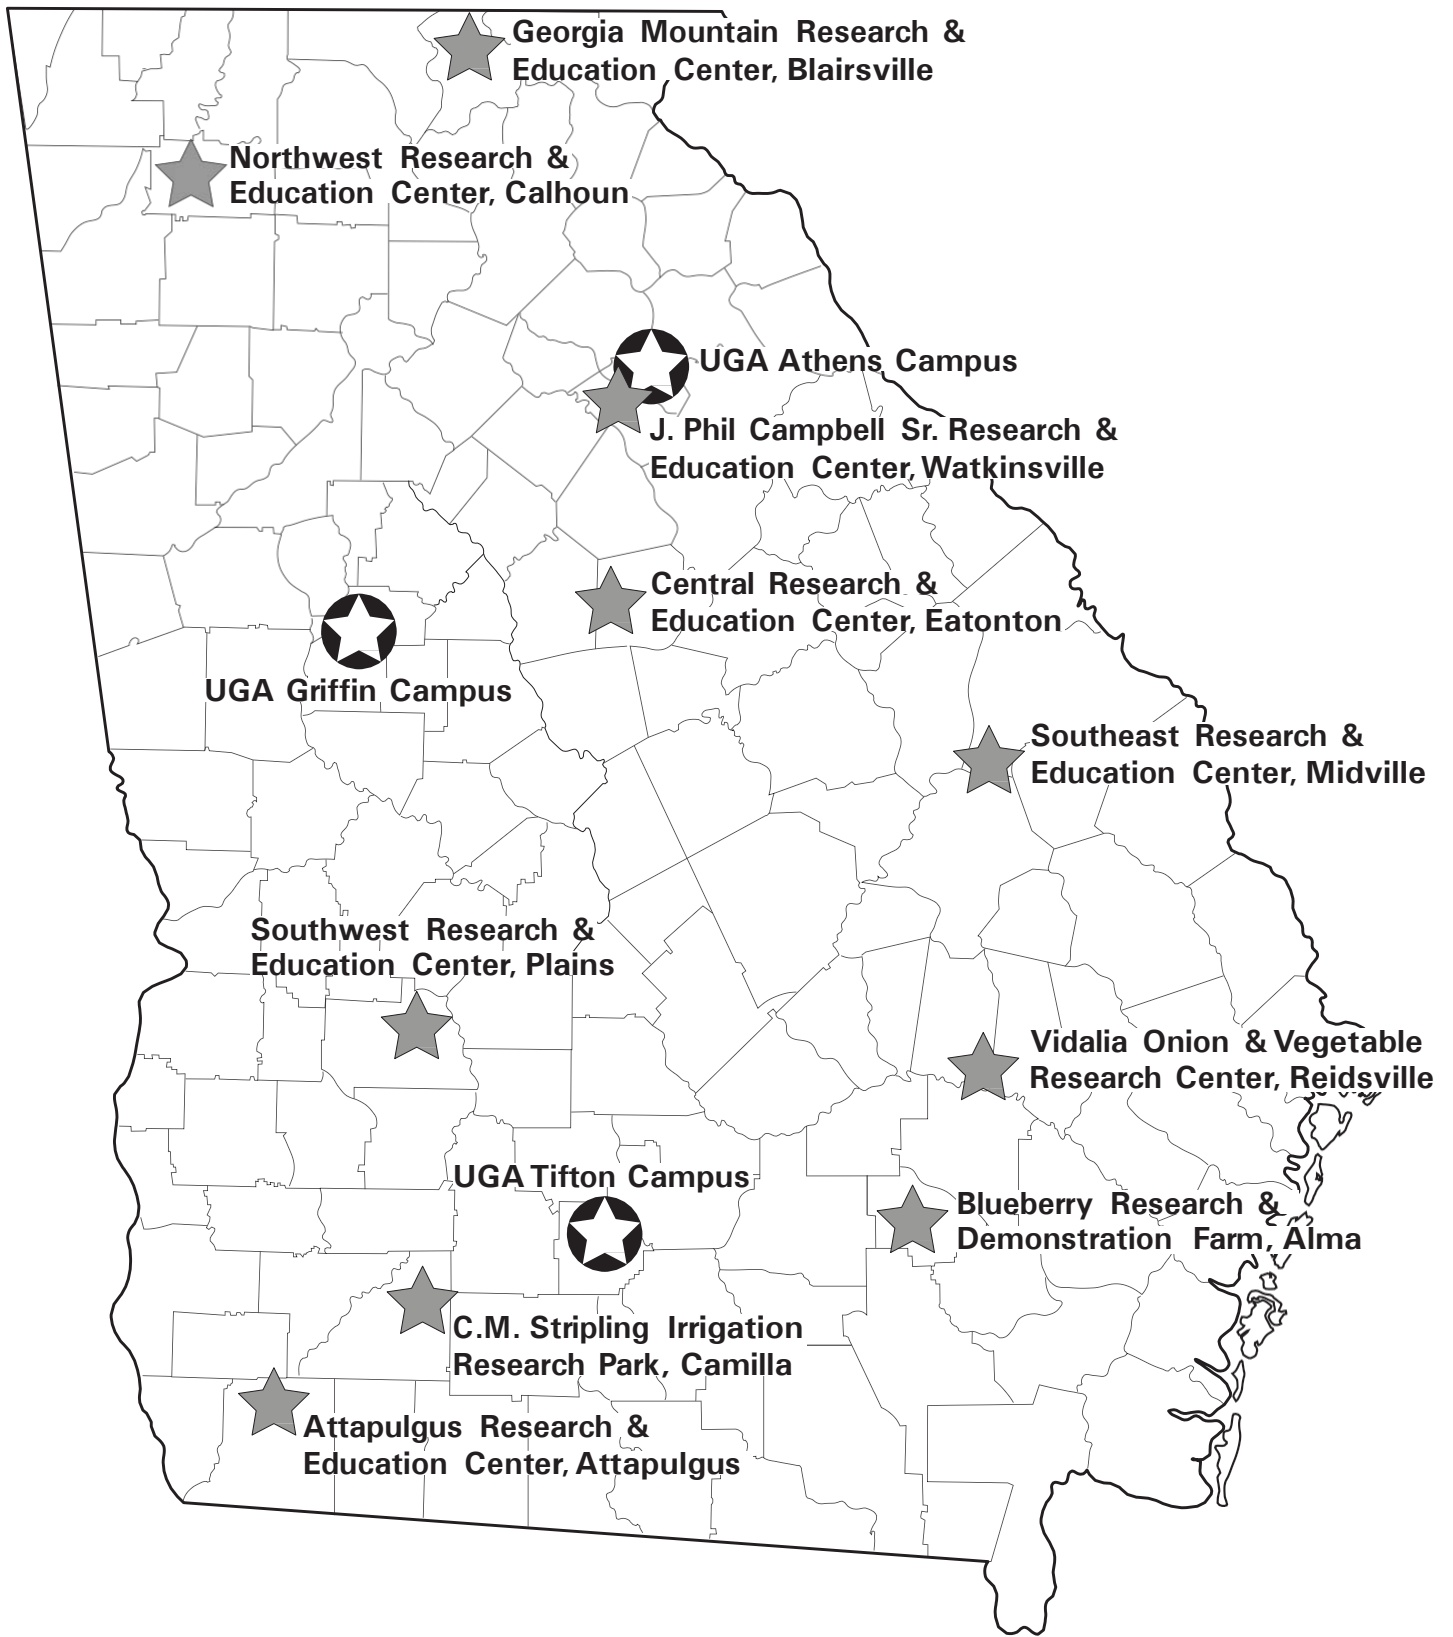 Georgia Mountain Research &
Education Center, Blairsville
Northwest Research &
Education Center, Calhoun
UGA Athens Campus
J. Phil Campbell Sr. Research &
Education Center, Watkinsville
Central Research &
Education Center, Eatonton
UGA Griffin Campus
Southeast Research &
Education Center, Midville
Southwest Research &
Education Center, Plains
Vidalia Onion & Vegetable
Research Center, Reidsville
UGA Tifton Campus
Blueberry Research &
Demonstration Farm, Alma
C.M. Stripling Irrigation
Research Park, Camilla
Attapulgus Research &
Education Center, Attapulgus